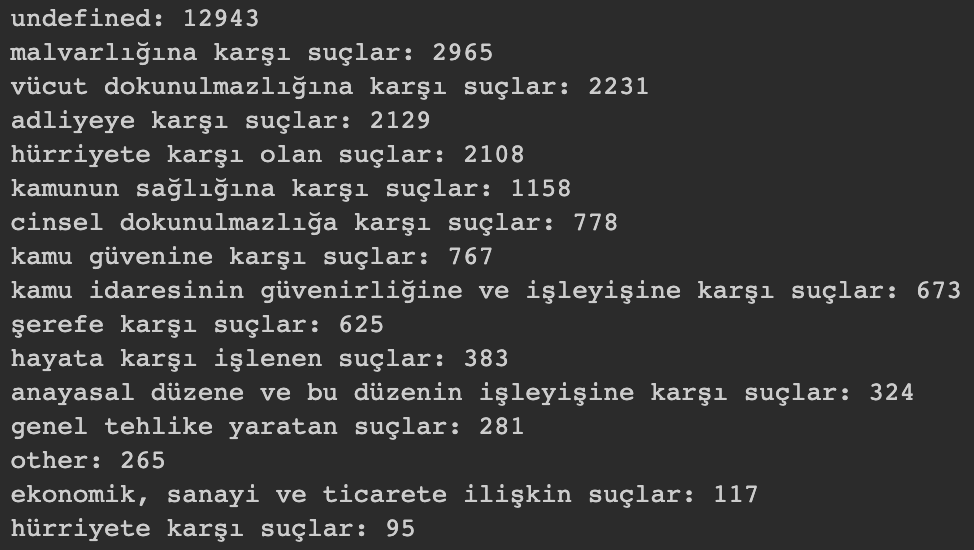 undefined: 12943
malvarlığına karşı suçlar: 2965
vücut dokunulmazlığına karşı suçlar: 2231
adliyeye karşı suçlar: 2129
hürriyete karşı olan suçlar: 2108
kamunun sağlığına karşı suçlar: 1158
cinsel dokunulmazlığa karşı suçlar: 778
kamu güvenine karşı suçlar: 767
kamu idaresinin güvenirliğine ve işleyişine karşı suçlar: 673
şerefe karşı suçlar: 625
hayata karşı işlenen suçlar: 383
anayasal düzene ve bu düzenin işleyişine karşı suçlar: 324
genel tehlike yaratan suçlar: 281
other: 265
ekonomik, sanayi ve ticarete ilişkin suçlar: 117
hürriyete karşı suçlar: 95